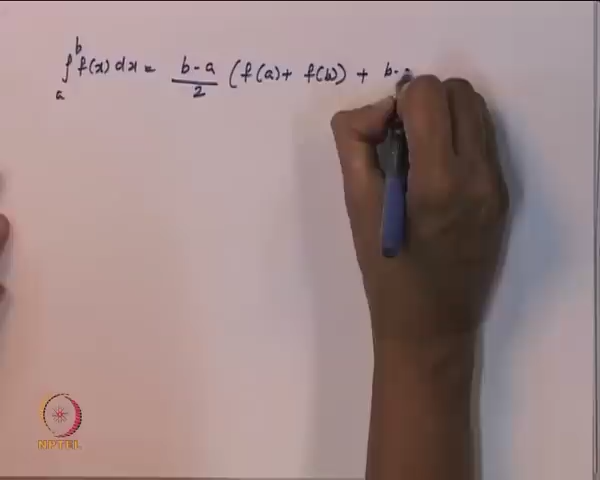 ∫_a^b f(x) dx = (b - a)/2 (f(a) + f(b)) + b -
NPTEL